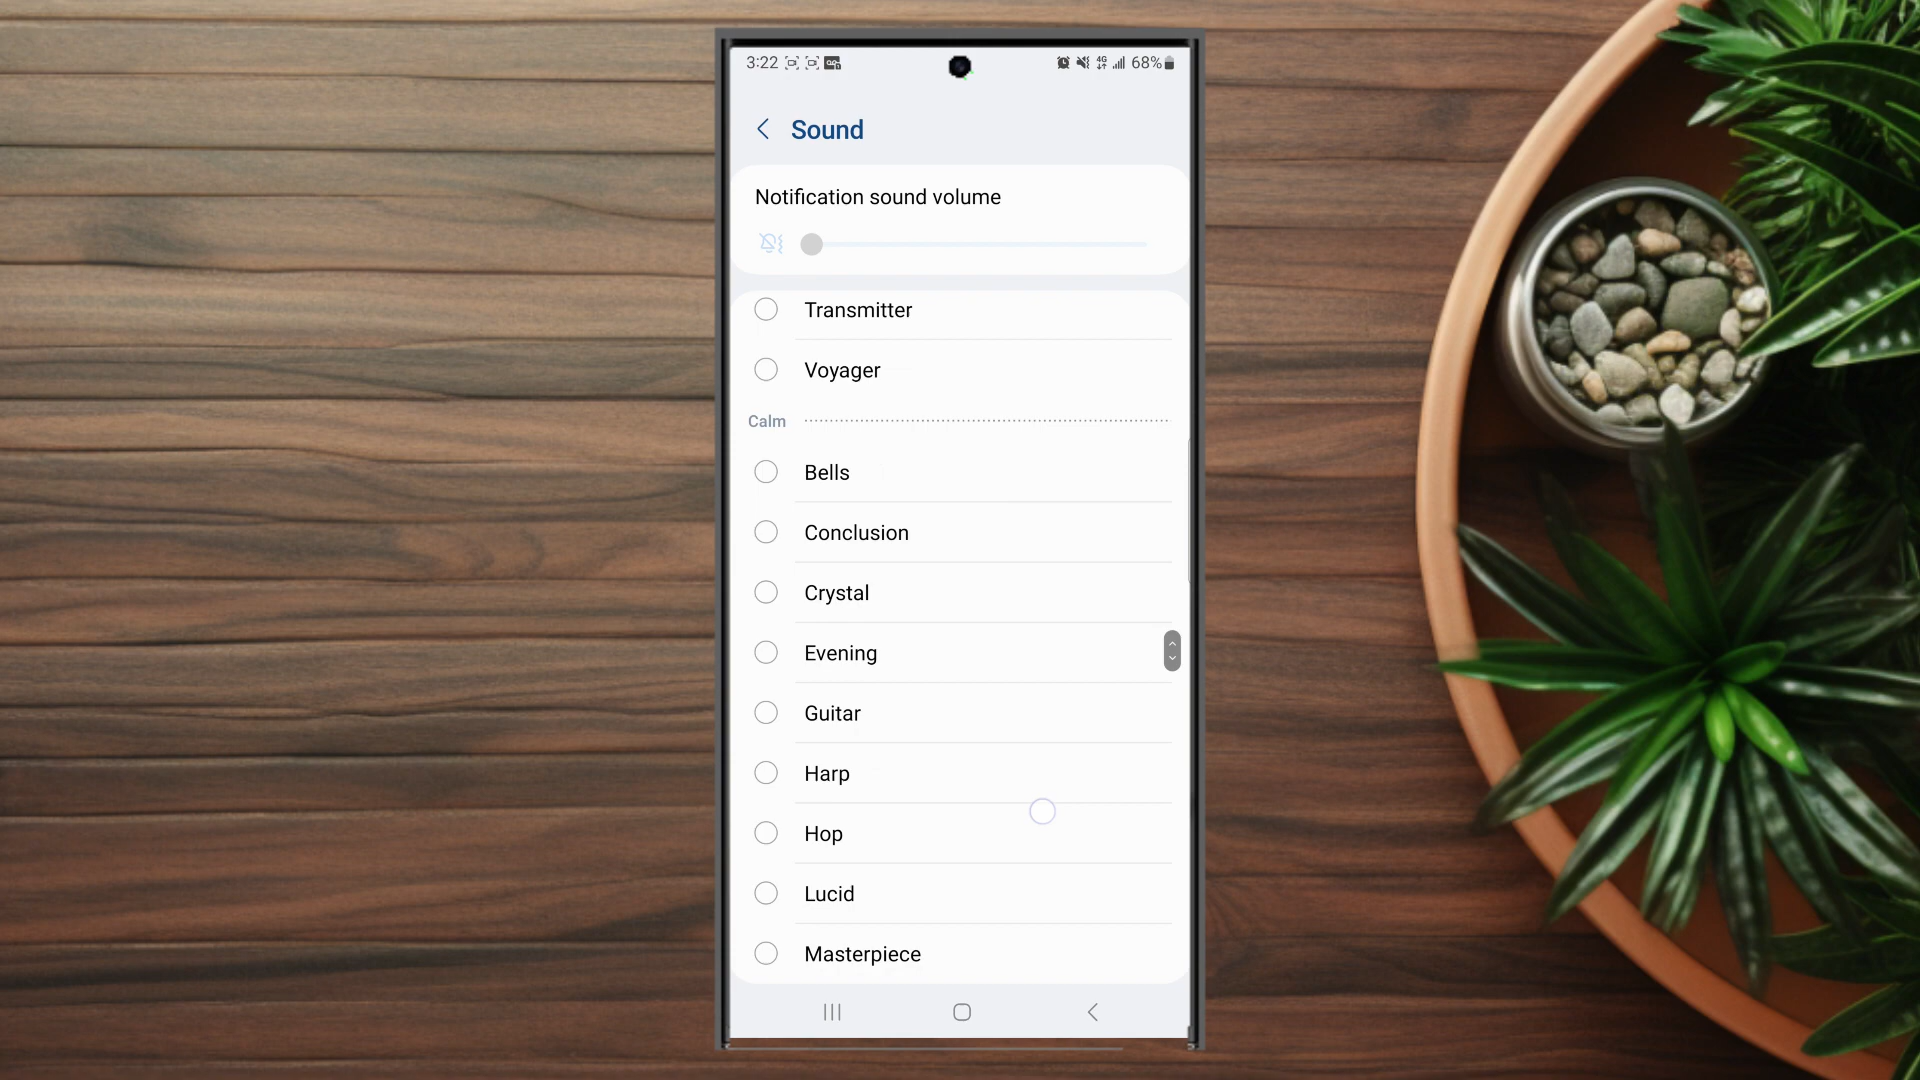 3:22 4G 68%
Sound
Notification sound volume
Transmitter
Voyager
Calm
Bells
Conclusion
Crystal
Evening
Guitar
Harp
Hop
Lucid
Masterpiece